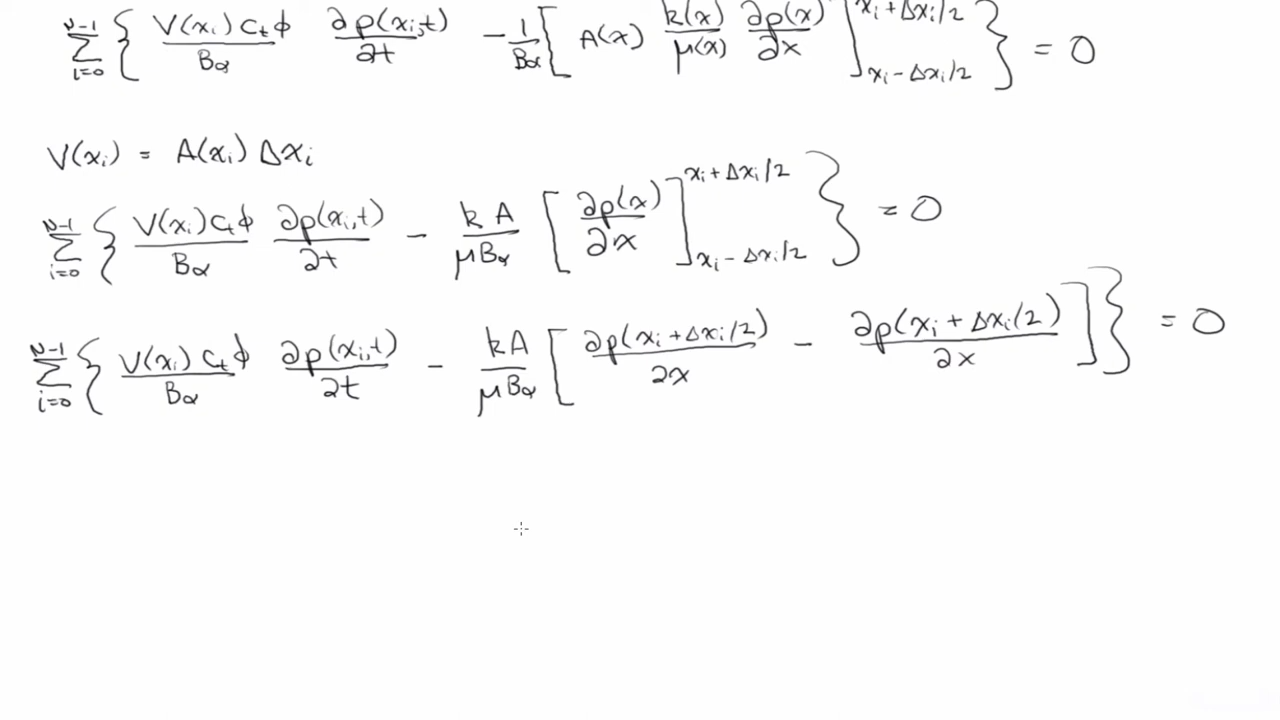 ∑_{i=0}^{N-1} { V(xᵢ) cₜ ϕ / Bα ∂p(xᵢ,t)/∂t - 1/Bα [ A(x) k(x)/μ(x) ∂p(x)/∂x ]_{xᵢ - Δxᵢ/2}^{xᵢ + Δxᵢ/2} } = 0
V(xᵢ) = A(xᵢ) Δxᵢ
∑_{i=0}^{N-1} { V(xᵢ) cₜ ϕ / Bα ∂p(xᵢ,t)/∂t - kA/μBα [ ∂p(x)/∂x ]_{xᵢ - Δxᵢ/2}^{xᵢ + Δxᵢ/2} } = 0
∑_{i=0}^{N-1} { V(xᵢ) cₜ ϕ / Bα ∂p(xᵢ,t)/∂t - kA/μBα [ ∂p(xᵢ + Δxᵢ/2)/∂x - ∂p(xᵢ + Δxᵢ/2)/∂x ] } = 0